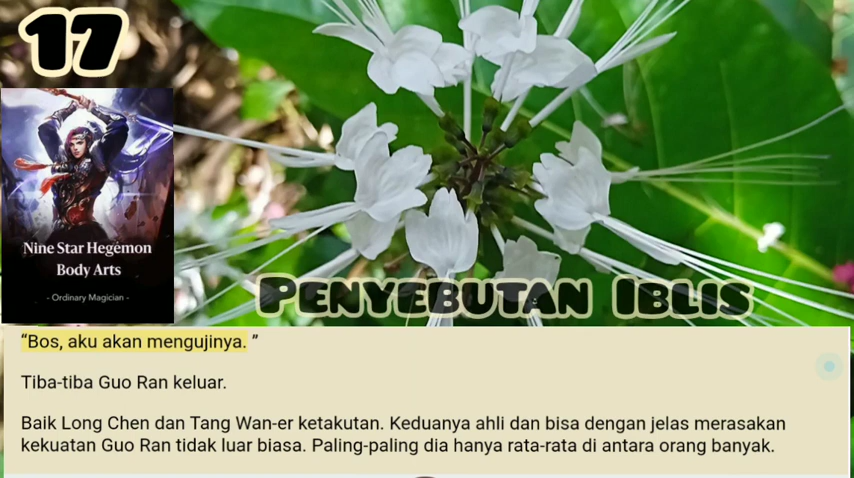 17
Nine Star Hegemon
Body Arts
- Ordinary Magician -
Penyebutan Iblis
“Bos, aku akan mengujinya. ”
Tiba-tiba Guo Ran keluar.
Baik Long Chen dan Tang Wan-er ketakutan. Keduanya ahli dan bisa dengan jelas merasakan
kekuatan Guo Ran tidak luar biasa. Paling-paling dia hanya rata-rata di antara orang banyak.